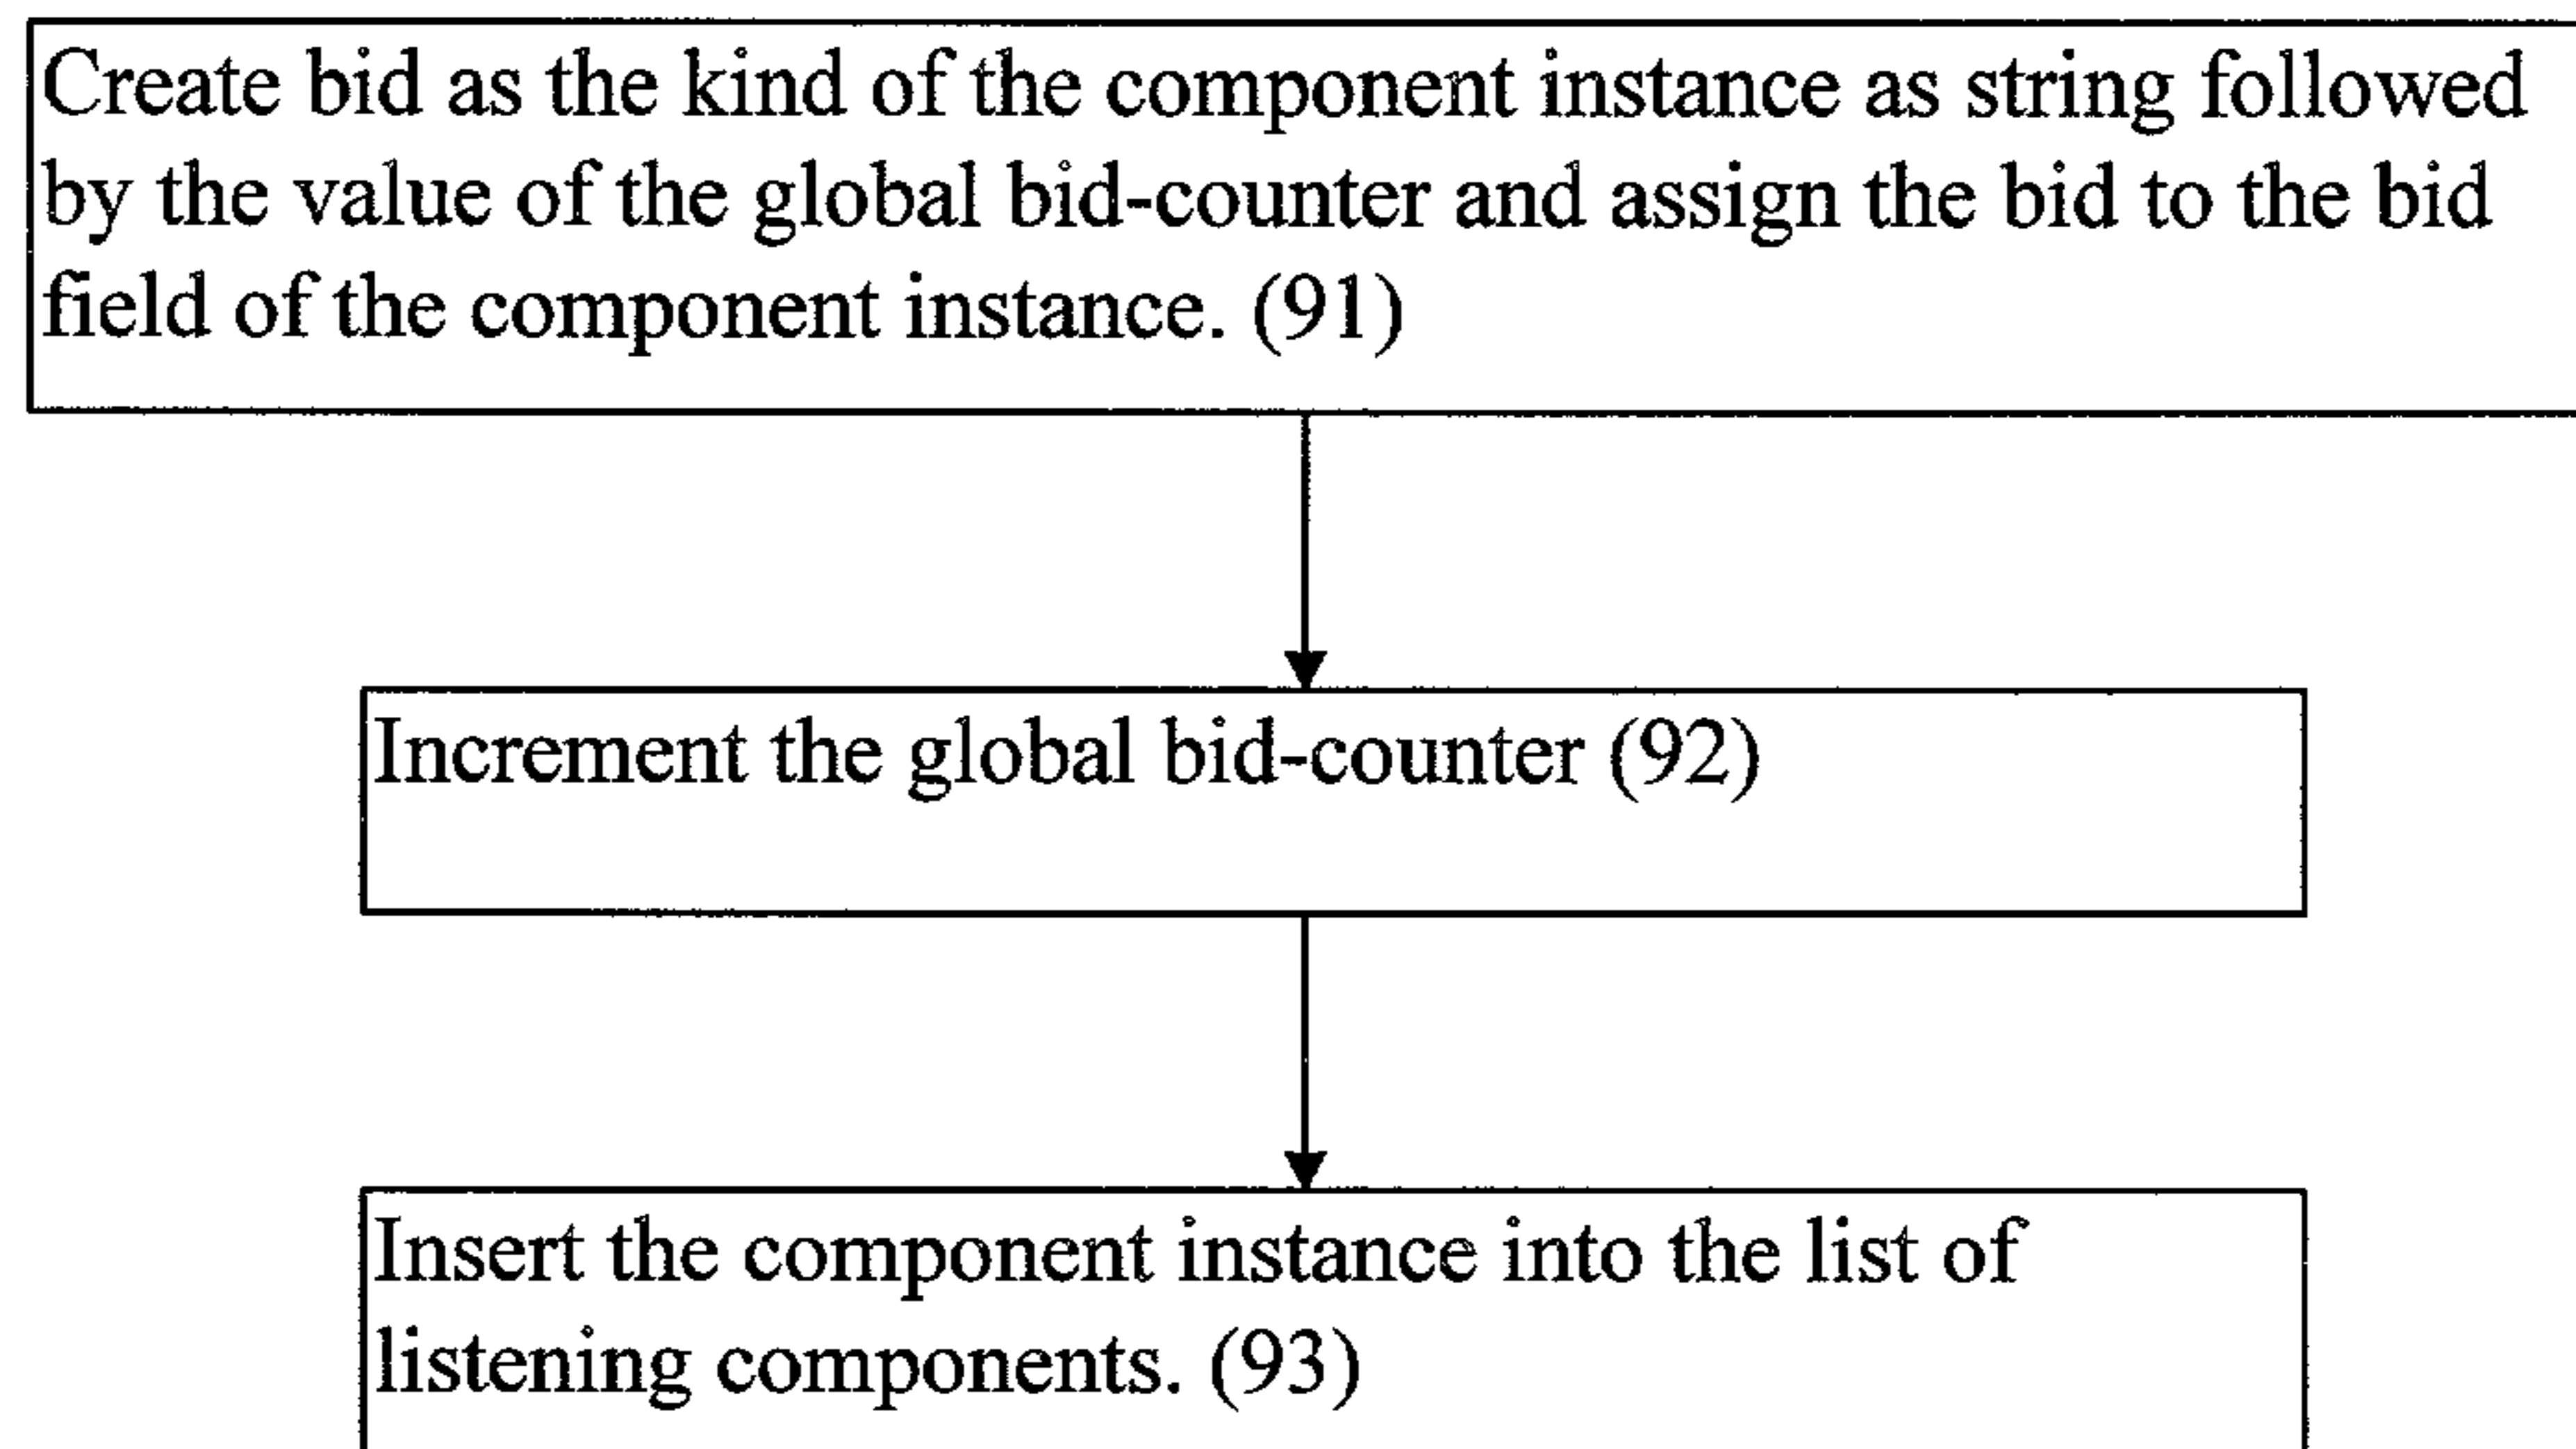 Create bid as the kind of the component instance as string followed
by the value of the global bid-counter and assign the bid to the bid
field of the component instance. (91)
Increment the global bid-counter (92)
Insert the component instance into the list of
listening components. (93)